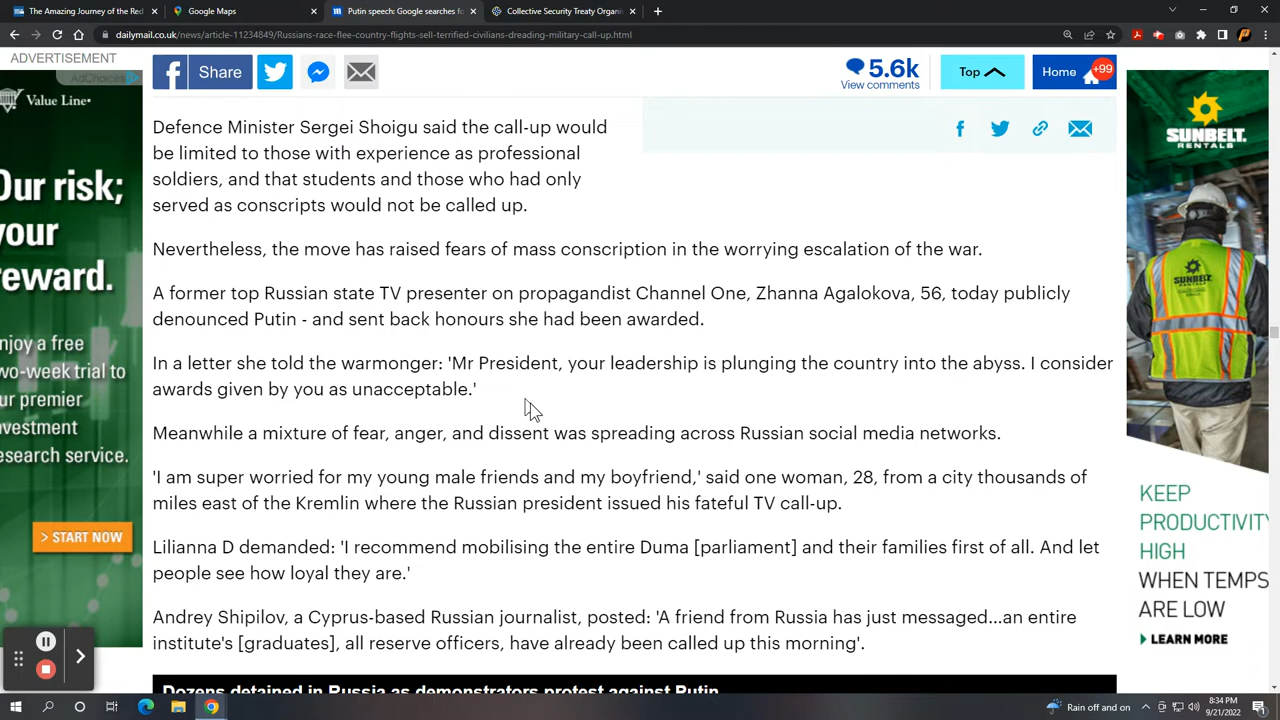 The Amazing Journey of the Red
Google Maps
Putin speech: Google searches fo
Collective Security Treaty Organis
dailymail.co.uk/news/article-11234849/Russians-race-flee-country-flights-sell-terrified-civilians-dreading-military-call-up.html
ADVERTISEMENT
AdChoices
Value Line
Our risk;
your
reward.
Enjoy a free
two-week trial to
our premier
investment
research service.
> START NOW
Share
5.6k
View comments
Top
Home
+99
Defence Minister Sergei Shoigu said the call-up would
be limited to those with experience as professional
soldiers, and that students and those who had only
served as conscripts would not be called up.
Nevertheless, the move has raised fears of mass conscription in the worrying escalation of the war.
A former top Russian state TV presenter on propagandist Channel One, Zhanna Agalokova, 56, today publicly
denounced Putin - and sent back honours she had been awarded.
In a letter she told the warmonger: 'Mr President, your leadership is plunging the country into the abyss. I consider
awards given by you as unacceptable.'
Meanwhile a mixture of fear, anger, and dissent was spreading across Russian social media networks.
'I am super worried for my young male friends and my boyfriend,' said one woman, 28, from a city thousands of
miles east of the Kremlin where the Russian president issued his fateful TV call-up.
Lilianna D demanded: 'I recommend mobilising the entire Duma [parliament] and their families first of all. And let
people see how loyal they are.'
Andrey Shipilov, a Cyprus-based Russian journalist, posted: 'A friend from Russia has just messaged...an entire
institute's [graduates], all reserve officers, have already been called up this morning'.
Dozens detained in Russia as demonstrators protest against Putin
SUNBELT
RENTALS
KEEP
PRODUCTIVITY
HIGH
WHEN TEMPS
ARE LOW
LEARN MORE
Rain off and on
8:34 PM
9/21/2022